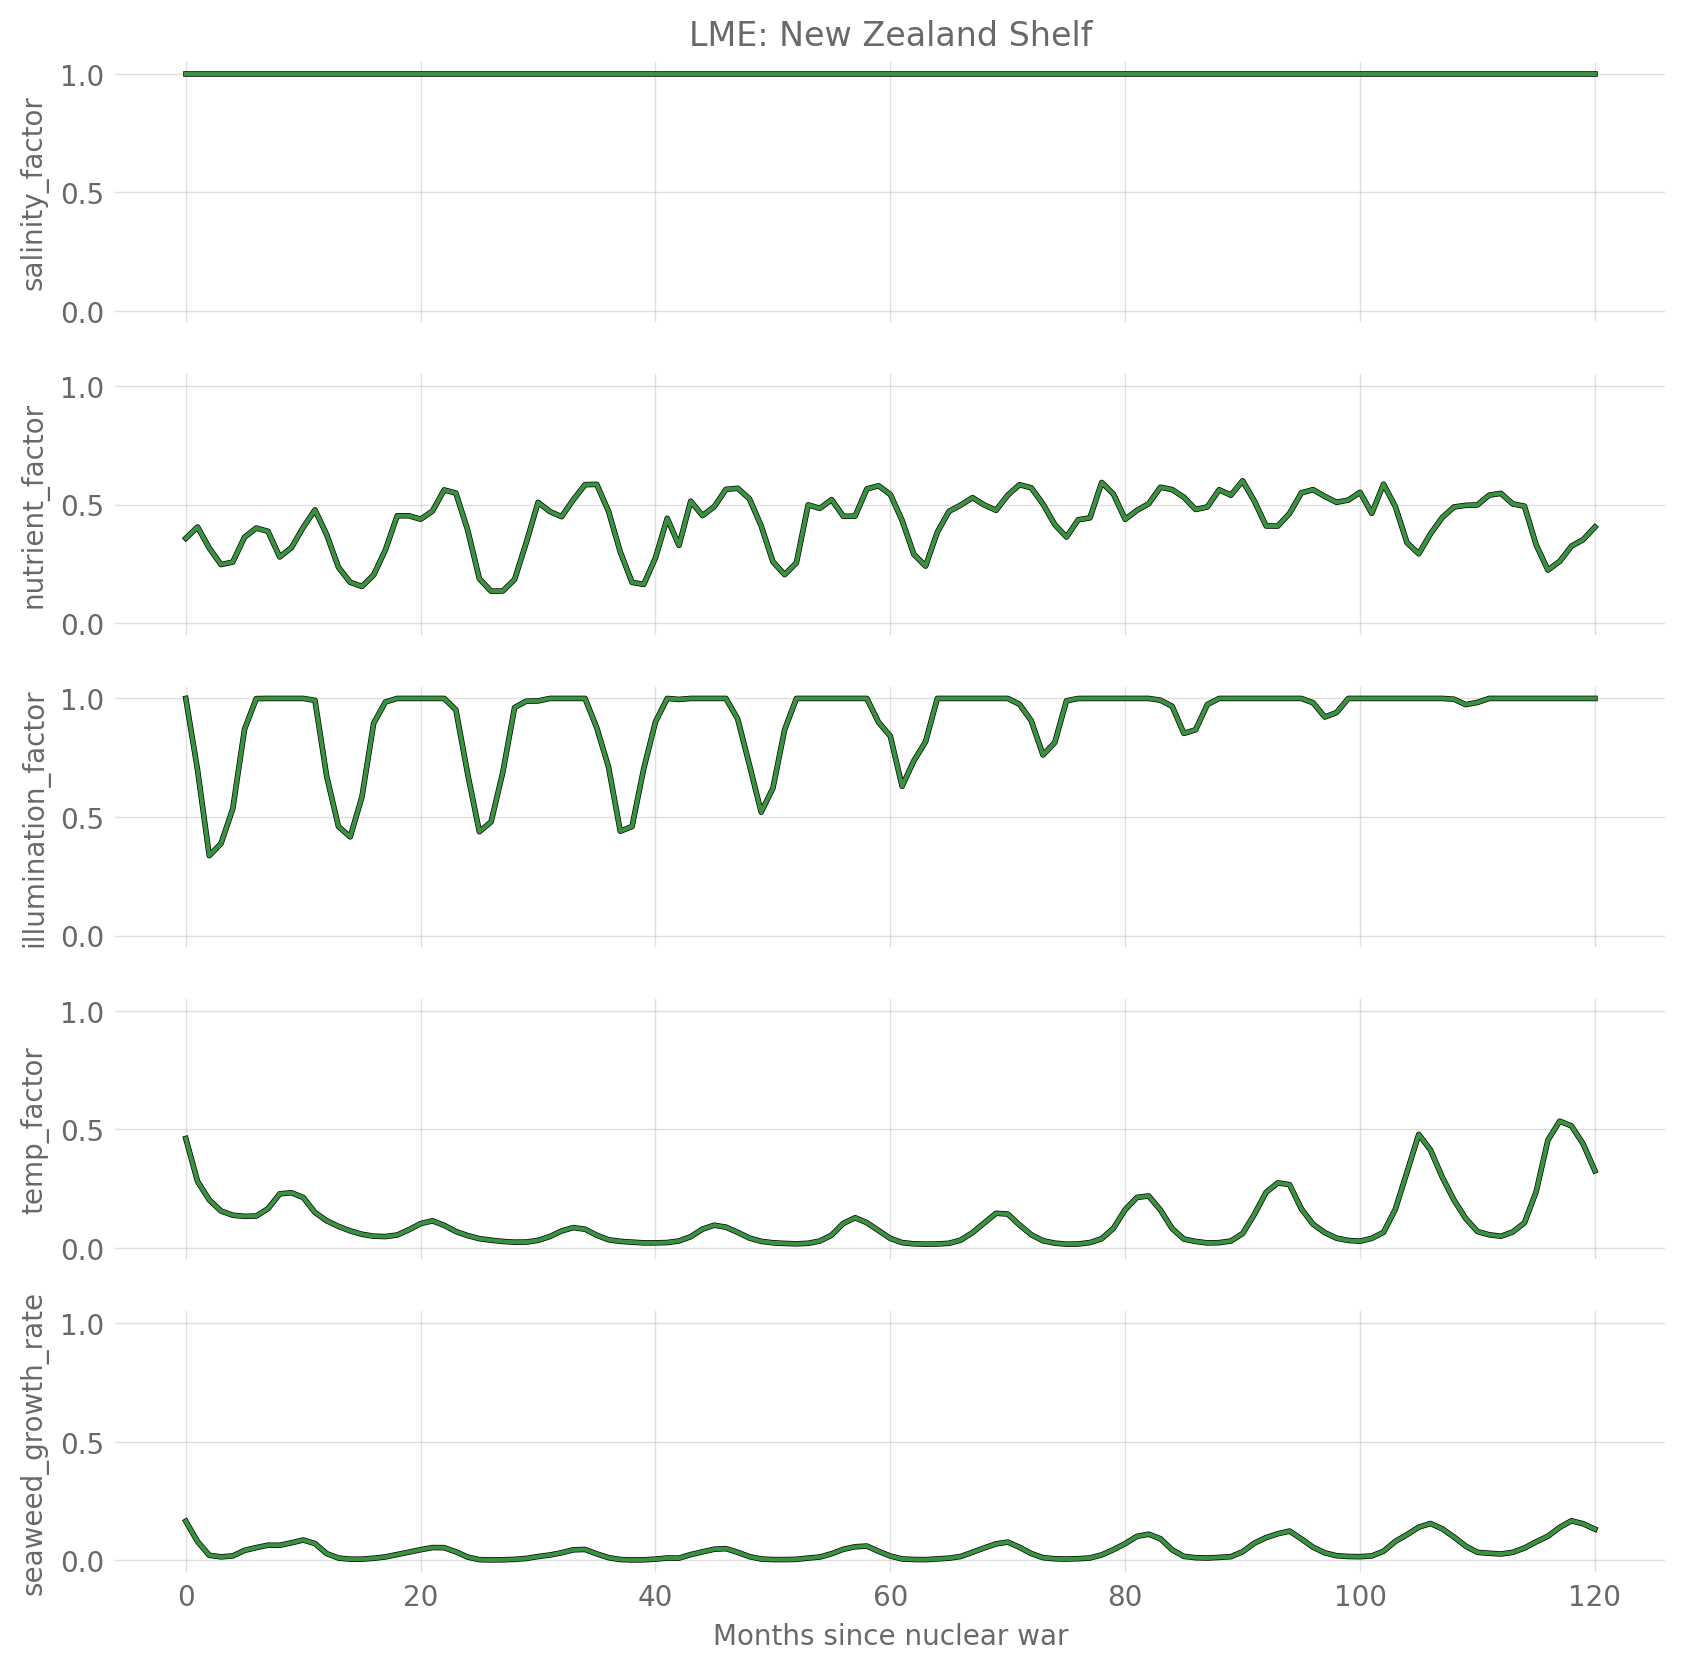 LME: New Zealand Shelf
salinity_factor
1.0
0.5
0.0
nutrient_factor
1.0
0.5
0.0
illumination_factor
1.0
0.5
0.0
temp_factor
1.0
0.5
0.0
seaweed_growth_rate
1.0
0.5
0.0
0 20 40 60 80 100 120
Months since nuclear war